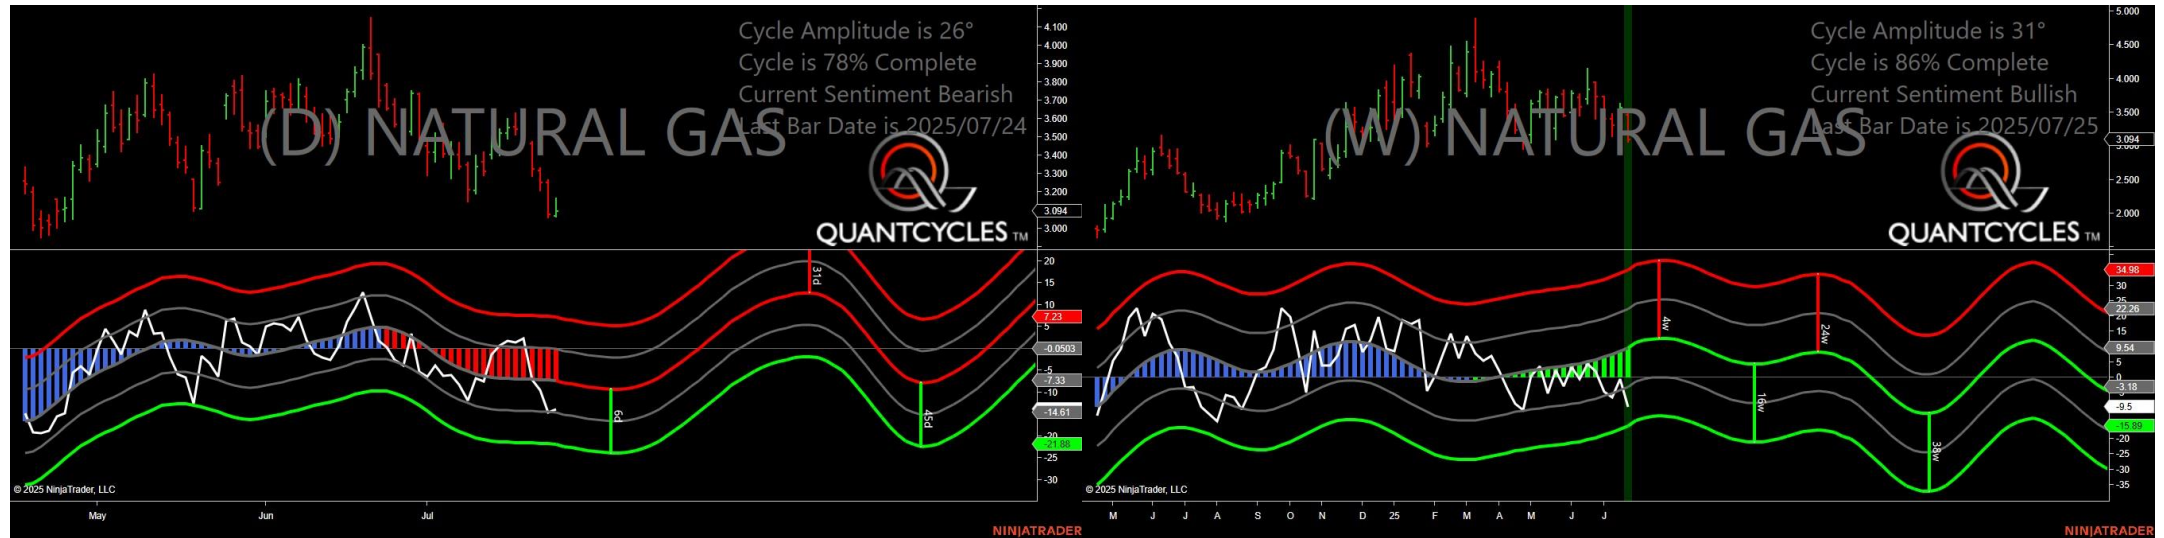 Cycle Amplitude is 26°
Cycle is 78% Complete
Current Sentiment Bearish
Last Bar Date is 2025/07/24
(D) NATURAL GAS
QUANTCYCLES TM
4.100
4.000
3.900
3.800
3.700
3.600
3.500
3.400
3.300
3.200
3.100
3.094
3.000
31d
6d
45d
20
15
10
7.23
5
-0.0503
-5
-7.33
-10
-14.61
-20
-21.88
-25
-30
© 2025 NinjaTrader, LLC
May
Jun
Jul
NINJATRADER
Cycle Amplitude is 31°
Cycle is 86% Complete
Current Sentiment Bullish
Last Bar Date is 2025/07/25
(W) NATURAL GAS
QUANTCYCLES TM
5.000
4.500
4.000
3.500
3.094
3.000
2.500
2.000
4w
24w
16w
38w
34.98
30
25
22.26
20
15
9.54
5
0
-3.18
-9.5
-15.89
-20
-25
-30
-35
© 2025 NinjaTrader, LLC
M
J
J
A
S
O
N
D
25
F
M
A
M
J
J
NINJATRADER